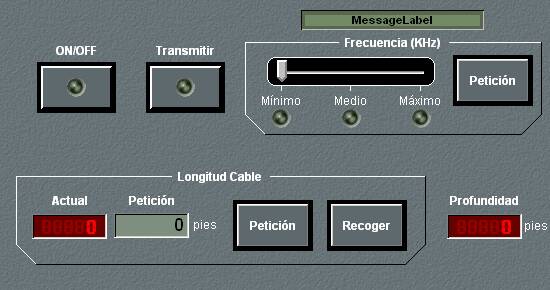 MessageLabel
ON/OFF
Transmitir
Frecuencia (KHz)
Mínimo
Medio
Máximo
Petición
Longitud Cable
Actual
Petición
0
0
pies
Petición
Recoger
Profundidad
0
pies